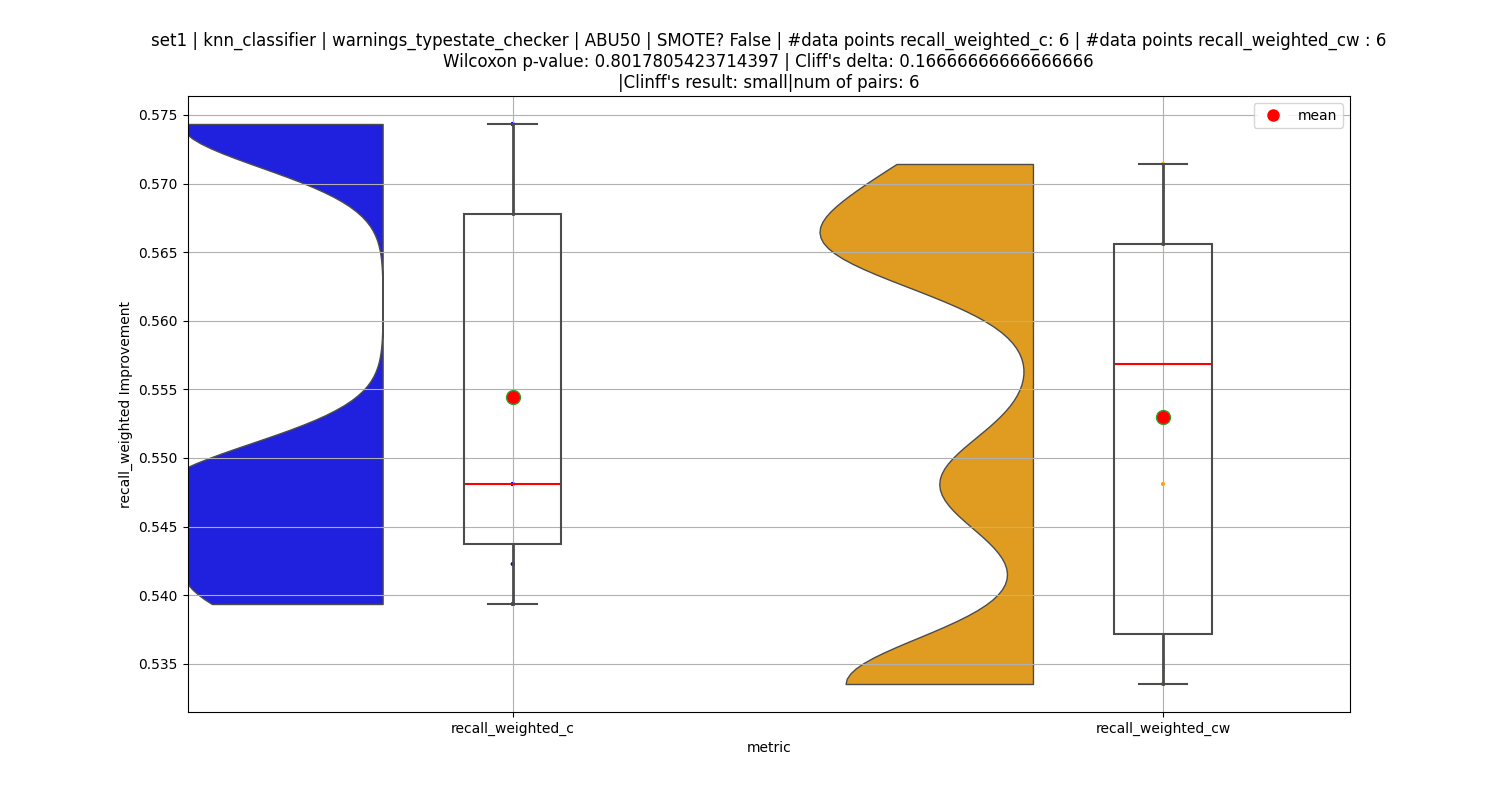 set1 | knn_classifier | warnings_typestate_checker | ABU50 | SMOTE? False | #data points recall_weighted_c: 6 | #data points recall_weighted_cw : 6
Wilcoxon p-value: 0.8017805423714397 | Cliff's delta: 0.16666666666666666
|Clinff's result: small|num of pairs: 6
mean
0.575
0.570
0.565
0.560
0.555
0.550
0.545
0.540
0.535
recall_weighted Improvement
recall_weighted_c
recall_weighted_cw
metric